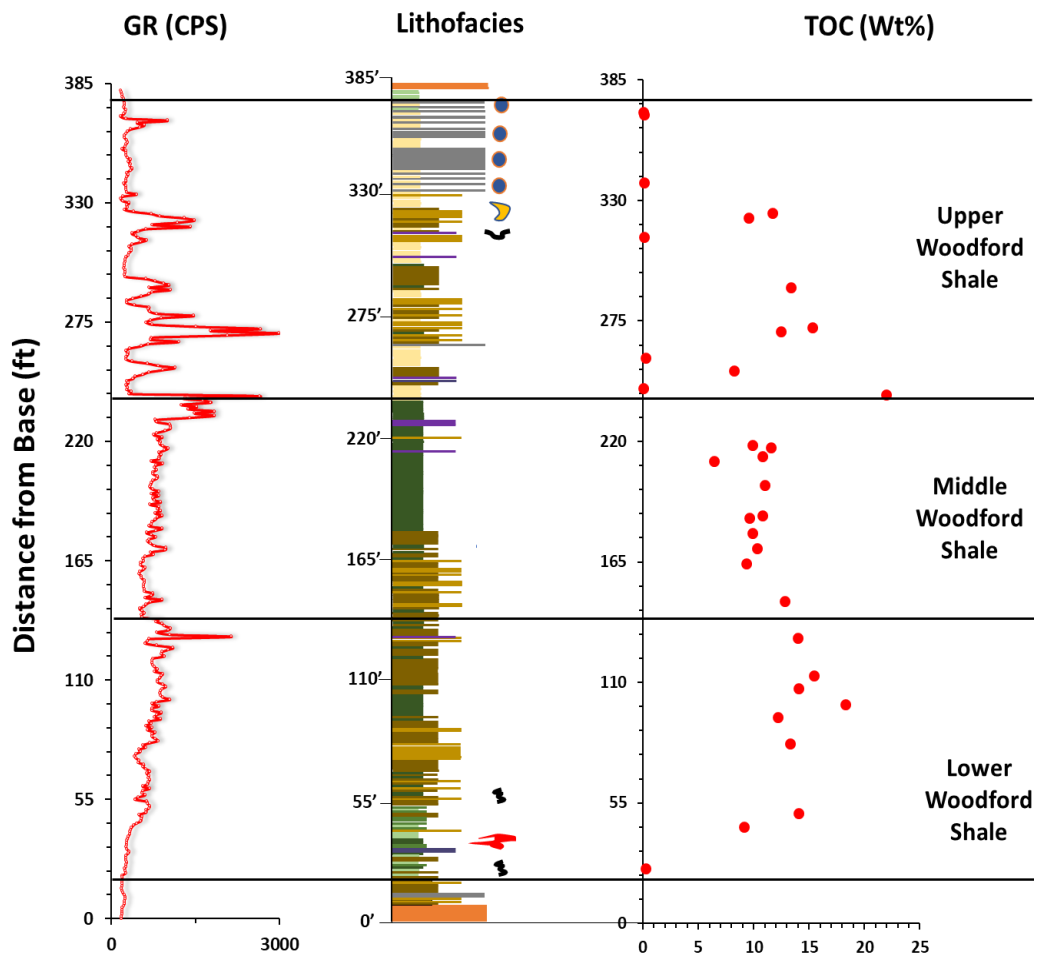 GR (CPS)
Lithofacies
TOC (Wt%)
Distance from Base (ft)
385
330
275
220
165
110
55
0
0
3000
385’
330’
275’
220’
165’
110’
55’
0’
385
330
275
220
165
110
55
0
0
5
10
15
20
25
Upper
Woodford
Shale
Middle
Woodford
Shale
Lower
Woodford
Shale